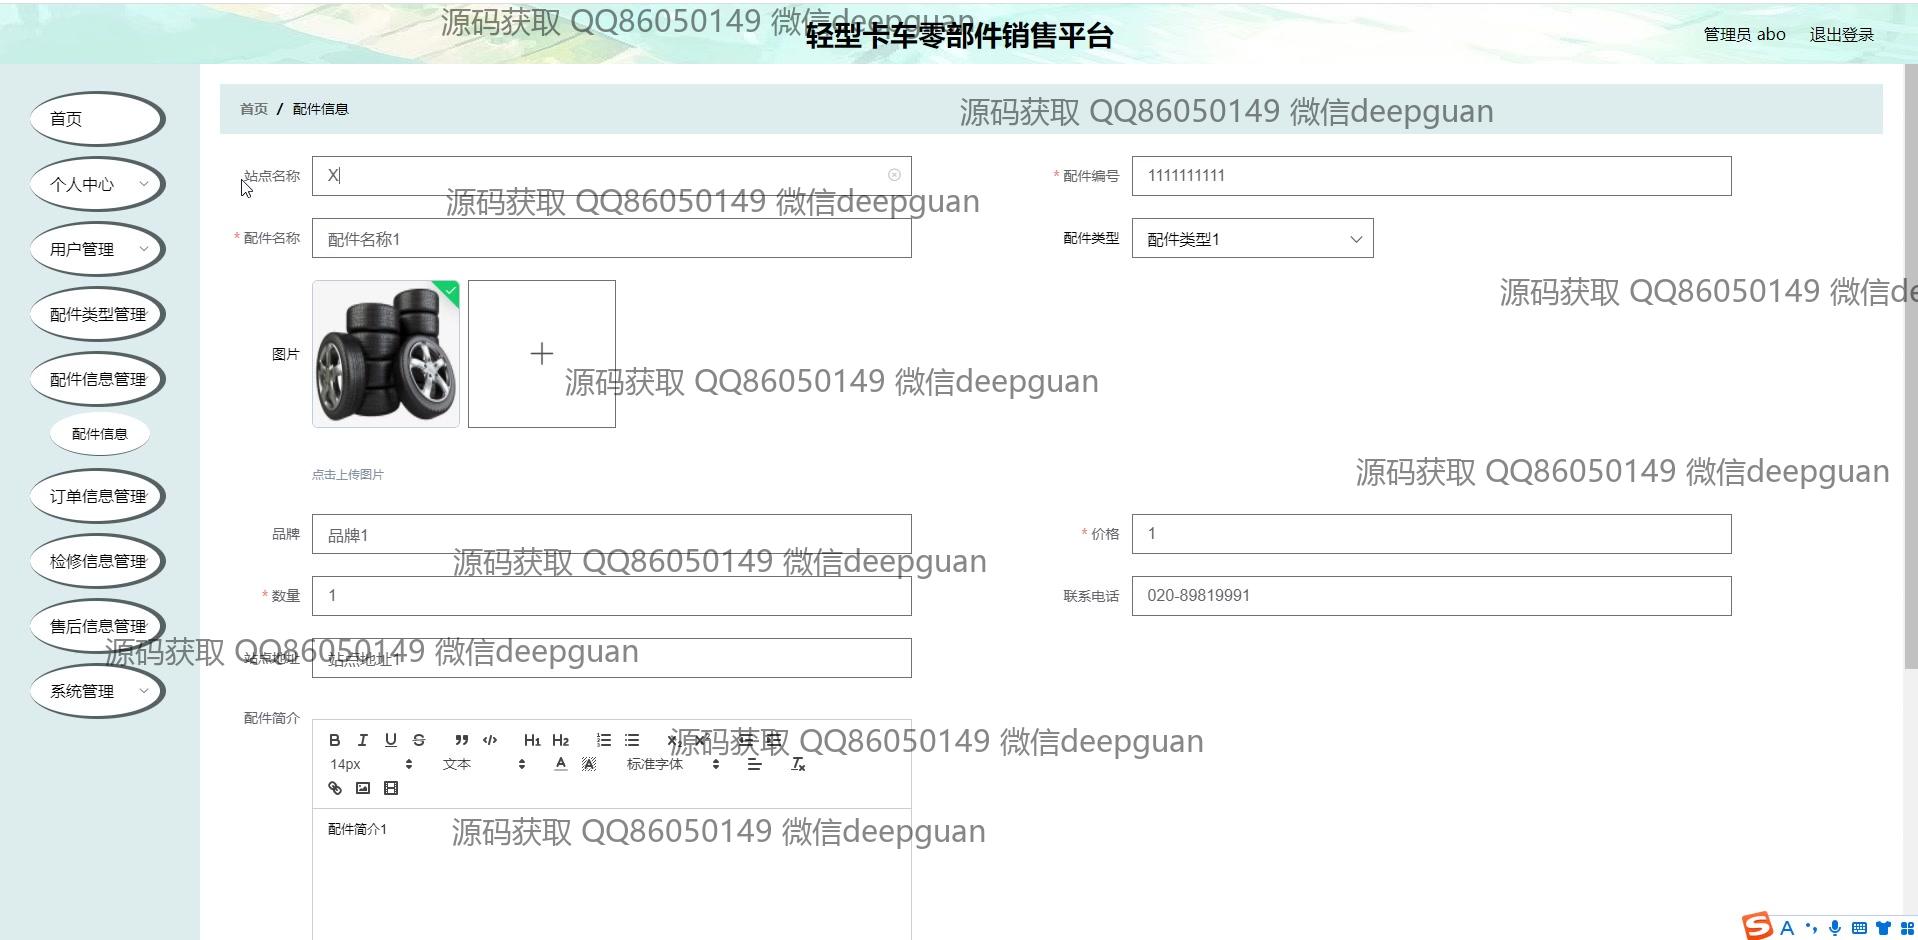 源码获取 QQ86050149 微信deepguan
轻型卡车零部件销售平台
管理员 abo 退出登录
首页
个人中心
用户管理
配件类型管理
配件信息管理
配件信息
订单信息管理
检修信息管理
售后信息管理
系统管理
首页 / 配件信息
源码获取 QQ86050149 微信deepguan
站点名称 X
* 配件编号 1111111111
源码获取 QQ86050149 微信deepguan
* 配件名称 配件名称1
配件类型 配件类型1
源码获取 QQ86050149 微信de
图片
源码获取 QQ86050149 微信deepguan
点击上传图片
源码获取 QQ86050149 微信deepguan
品牌 品牌1
* 价格 1
源码获取 QQ86050149 微信deepguan
* 数量 1
联系电话 020-89819991
源码获取 QQ86050149 微信deepguan
站点地址 站点地址1
配件简介
B I U S H1 H2
源码获取 QQ86050149 微信deepguan
14px 文本 A A 标准字体
配件简介1
源码获取 QQ86050149 微信deepguan
A